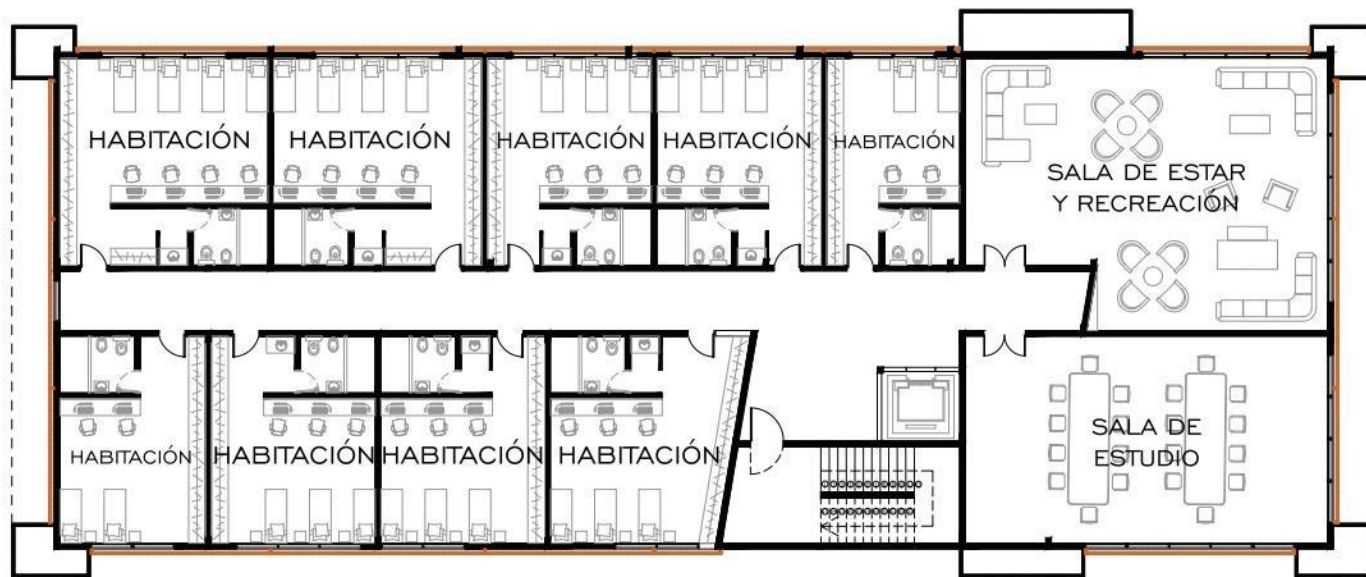 HABITACIÓN
HABITACIÓN
HABITACIÓN
HABITACIÓN
HABITACIÓN
SALA DE ESTAR
Y RECREACIÓN
HABITACIÓN
HABITACIÓN
HABITACIÓN
HABITACIÓN
SALA DE
ESTUDIO